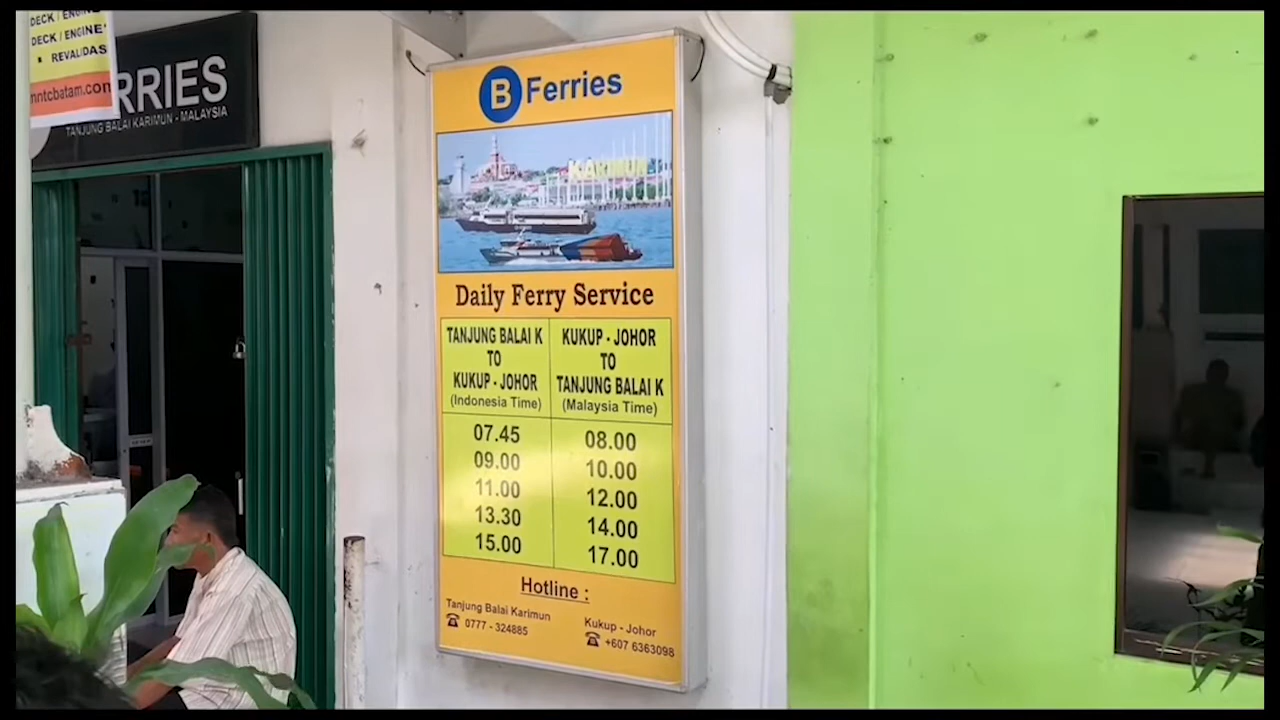 DECK / ENGINE
DECK / ENGINE
REVALIDAS
mntcbatam.com
RRIES
TANJUNG BALAI KARIMUN - MALAYSIA
B Ferries
KARIMUN
Daily Ferry Service
TANJUNG BALAI K
TO
KUKUP - JOHOR
(Indonesia Time)
KUKUP - JOHOR
TO
TANJUNG BALAI K
(Malaysia Time)
07.45
09.00
11.00
13.30
15.00
08.00
10.00
12.00
14.00
17.00
Hotline :
Tanjung Balai Karimun
☎ 0777 - 324885
Kukup - Johor
☎ +607 6363098